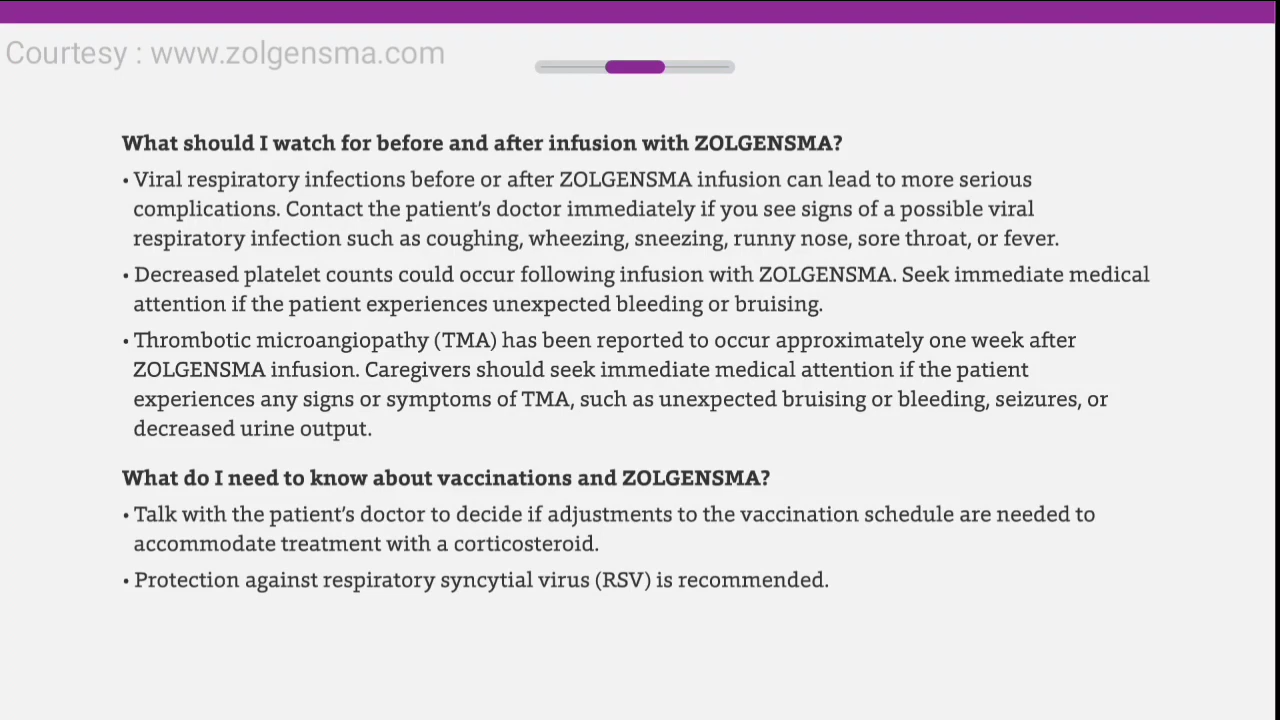 Courtesy : www.zolgensma.com
What should I watch for before and after infusion with ZOLGENSMA?
• Viral respiratory infections before or after ZOLGENSMA infusion can lead to more serious
complications. Contact the patient's doctor immediately if you see signs of a possible viral
respiratory infection such as coughing, wheezing, sneezing, runny nose, sore throat, or fever.
• Decreased platelet counts could occur following infusion with ZOLGENSMA. Seek immediate medical
attention if the patient experiences unexpected bleeding or bruising.
• Thrombotic microangiopathy (TMA) has been reported to occur approximately one week after
ZOLGENSMA infusion. Caregivers should seek immediate medical attention if the patient
experiences any signs or symptoms of TMA, such as unexpected bruising or bleeding, seizures, or
decreased urine output.
What do I need to know about vaccinations and ZOLGENSMA?
• Talk with the patient's doctor to decide if adjustments to the vaccination schedule are needed to
accommodate treatment with a corticosteroid.
• Protection against respiratory syncytial virus (RSV) is recommended.